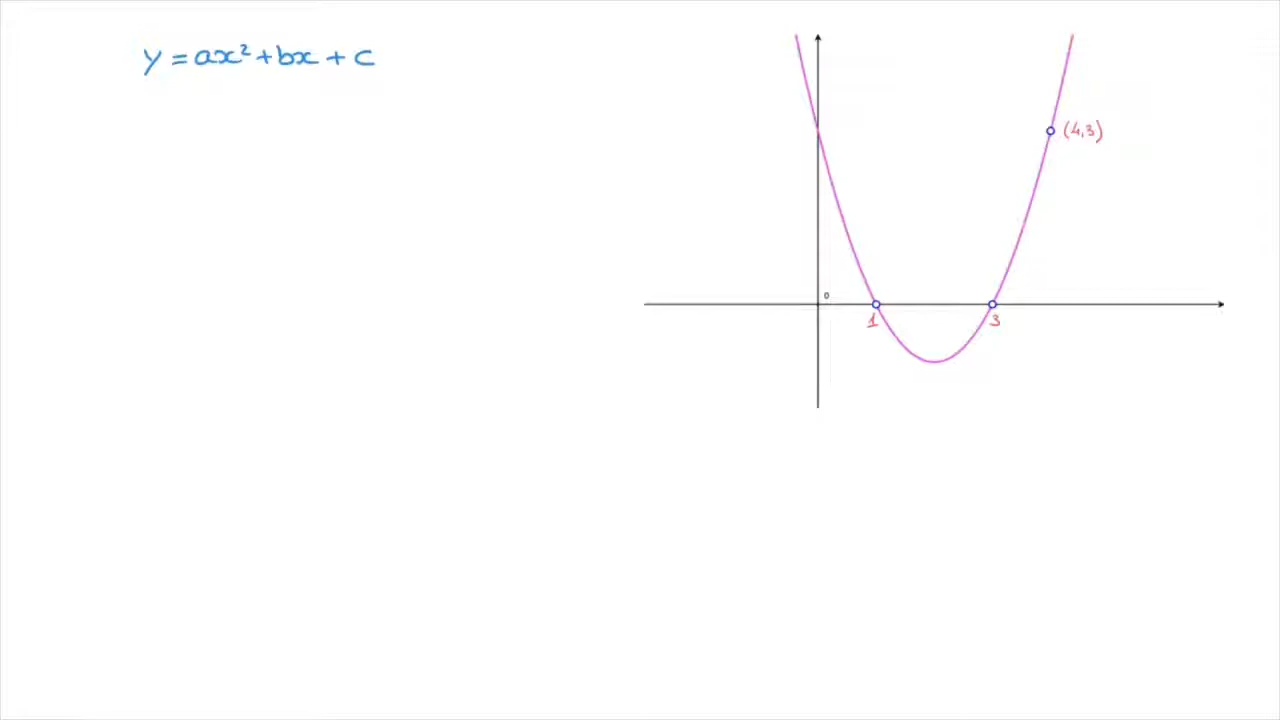 y = ax² + bx + c
(4,3)
0
1
3